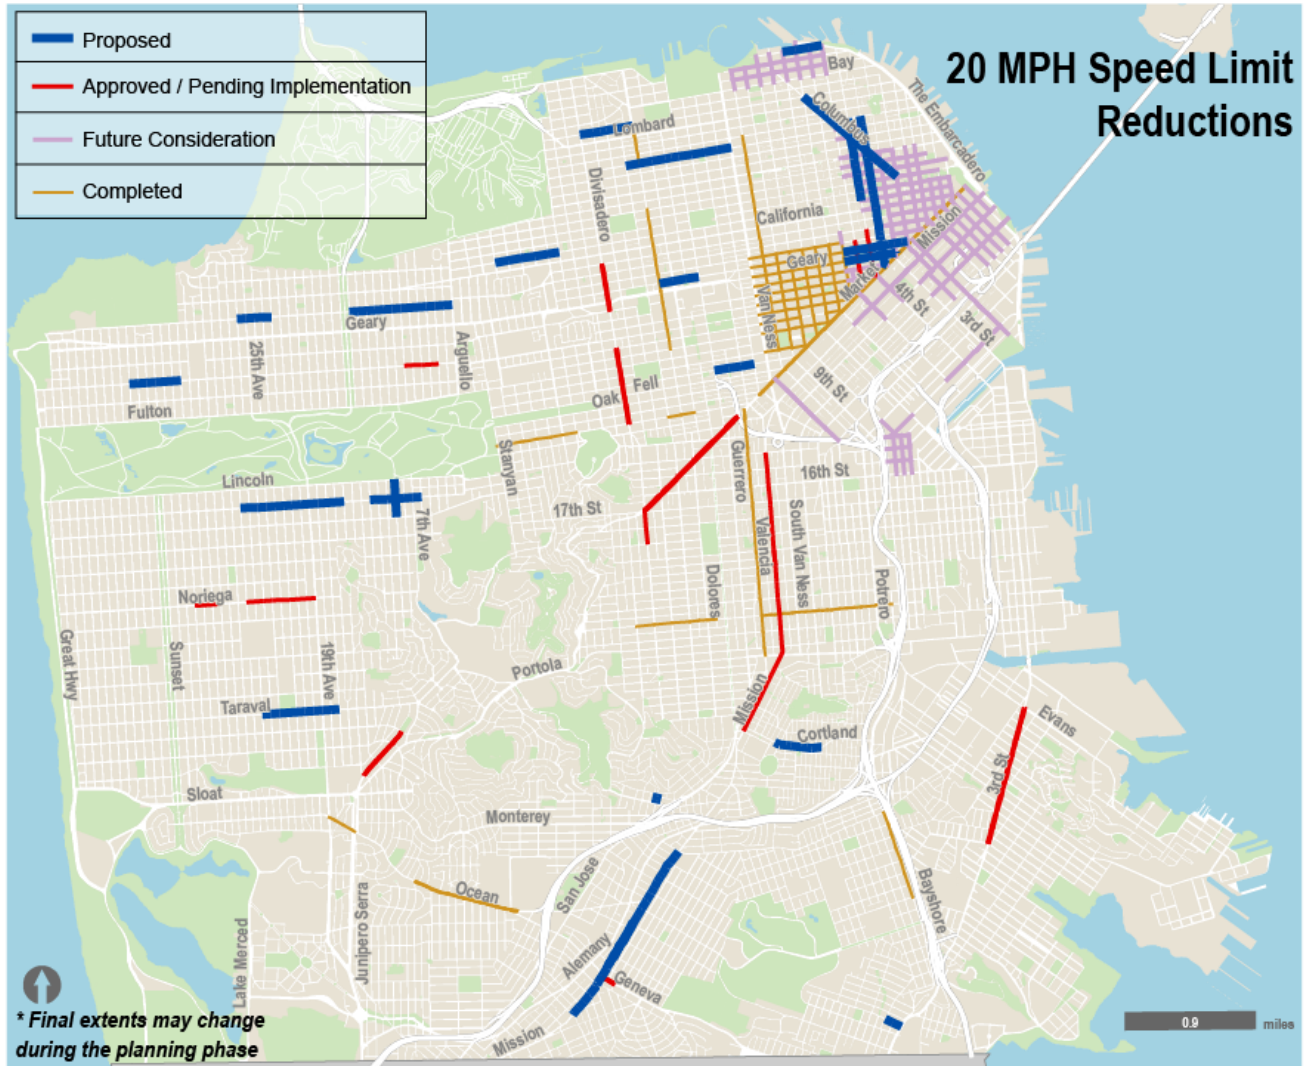 Proposed
Approved / Pending Implementation
Future Consideration
Completed
20 MPH Speed Limit
Reductions
Bay
The Embarcadero
Columbus
Lombard
Divisadero
California
Mission
Geary
Market
Van Ness
4th St
3rd St
Geary
25th Ave
Arguello
Fulton
Oak
Fell
9th St
Stanyan
Guerrero
16th St
Lincoln
17th St
7th Ave
Valencia
South Van Ness
Dolores
Potrero
Noriega
Great Hwy
Sunset
19th Ave
Portola
Taraval
Mission
Cortland
Evans
3rd St
Sloat
Monterey
Ocean
San Jose
Bayshore
Junipero Serra
Lake Merced
Alemany
Geneva
Mission
* Final extents may change
during the planning phase
0.9 miles